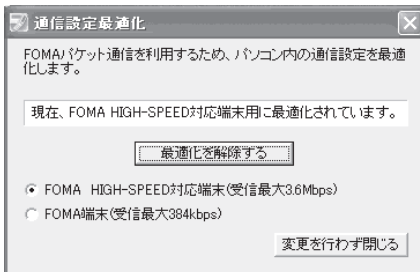 通信設定最適化
FOMAパケット通信を利用するため、パソコン内の通信設定を最適
化します。
現在、FOMA HIGH-SPEED対応端末用に最適化されています。
最適化を解除する
FOMA HIGH-SPEED対応端末(受信最大3.6Mbps)
FOMA端末(受信最大384kbps)
変更を行わず閉じる